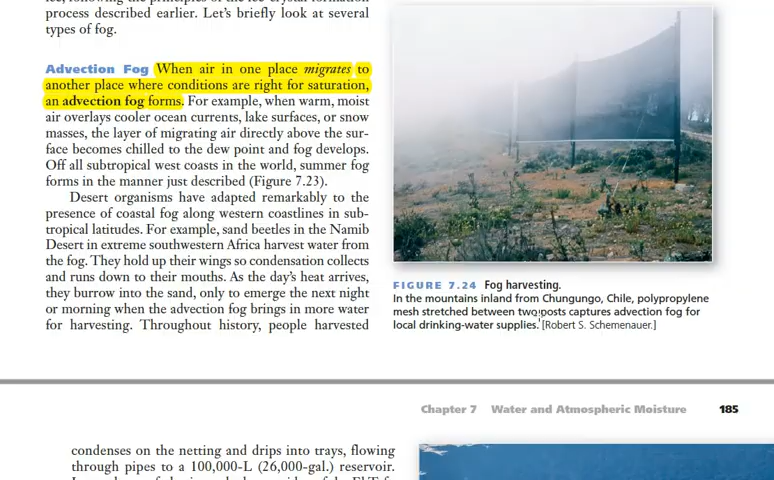 process described earlier. Let's briefly look at several
types of fog.
Advection Fog When air in one place migrates to
another place where conditions are right for saturation,
an advection fog forms. For example, when warm, moist
air overlays cooler ocean currents, lake surfaces, or snow
masses, the layer of migrating air directly above the sur-
face becomes chilled to the dew point and fog develops.
Off all subtropical west coasts in the world, summer fog
forms in the manner just described (Figure 7.23).
Desert organisms have adapted remarkably to the
presence of coastal fog along western coastlines in sub-
tropical latitudes. For example, sand beetles in the Namib
Desert in extreme southwestern Africa harvest water from
the fog. They hold up their wings so condensation collects
and runs down to their mouths. As the day's heat arrives,
they burrow into the sand, only to emerge the next night
or morning when the advection fog brings in more water
for harvesting. Throughout history, people harvested
FIGURE 7.24 Fog harvesting.
In the mountains inland from Chungungo, Chile, polypropylene
mesh stretched between two posts captures advection fog for
local drinking-water supplies. [Robert S. Schemenauer.]
Chapter 7 Water and Atmospheric Moisture 185
condenses on the netting and drips into trays, flowing
through pipes to a 100,000-L (26,000-gal.) reservoir.